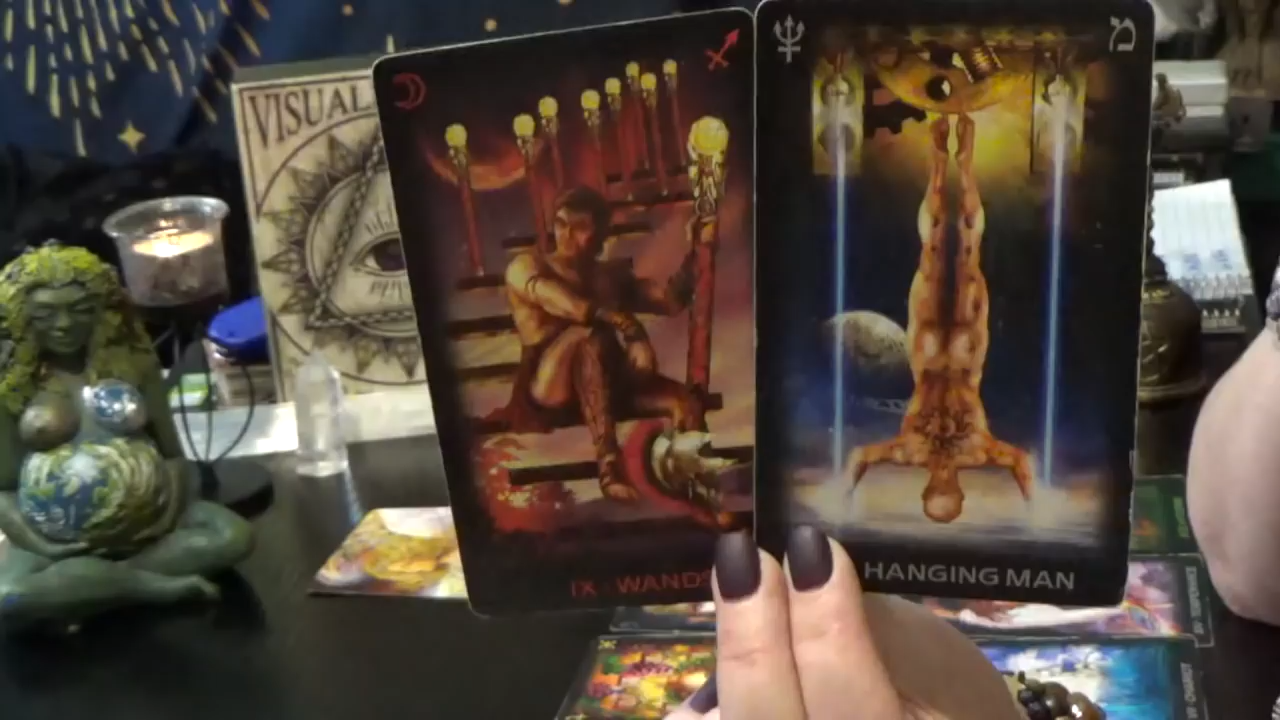 VISUAL
IX · WANDS
HANGING MAN
מ